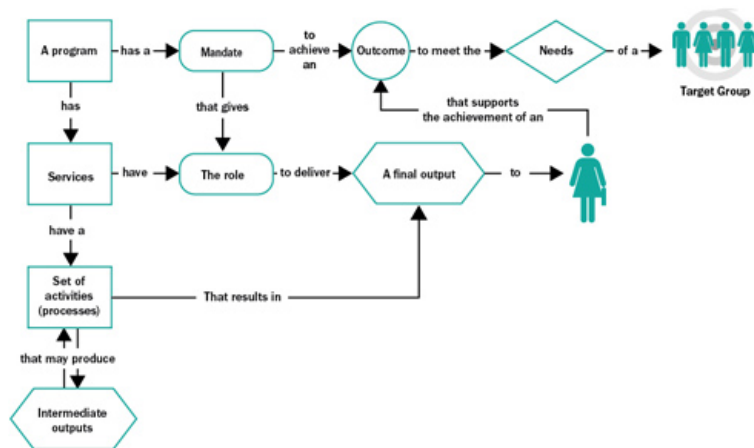 A program
has a
Mandate
to
achieve
an
Outcome
to meet the
Needs
of a
Target Group
has
that gives
that supports
the achievement of an
Services
have
The role
to deliver
A final output
to
have a
Set of
activities
(processes)
That results in
that may produce
Intermediate
outputs